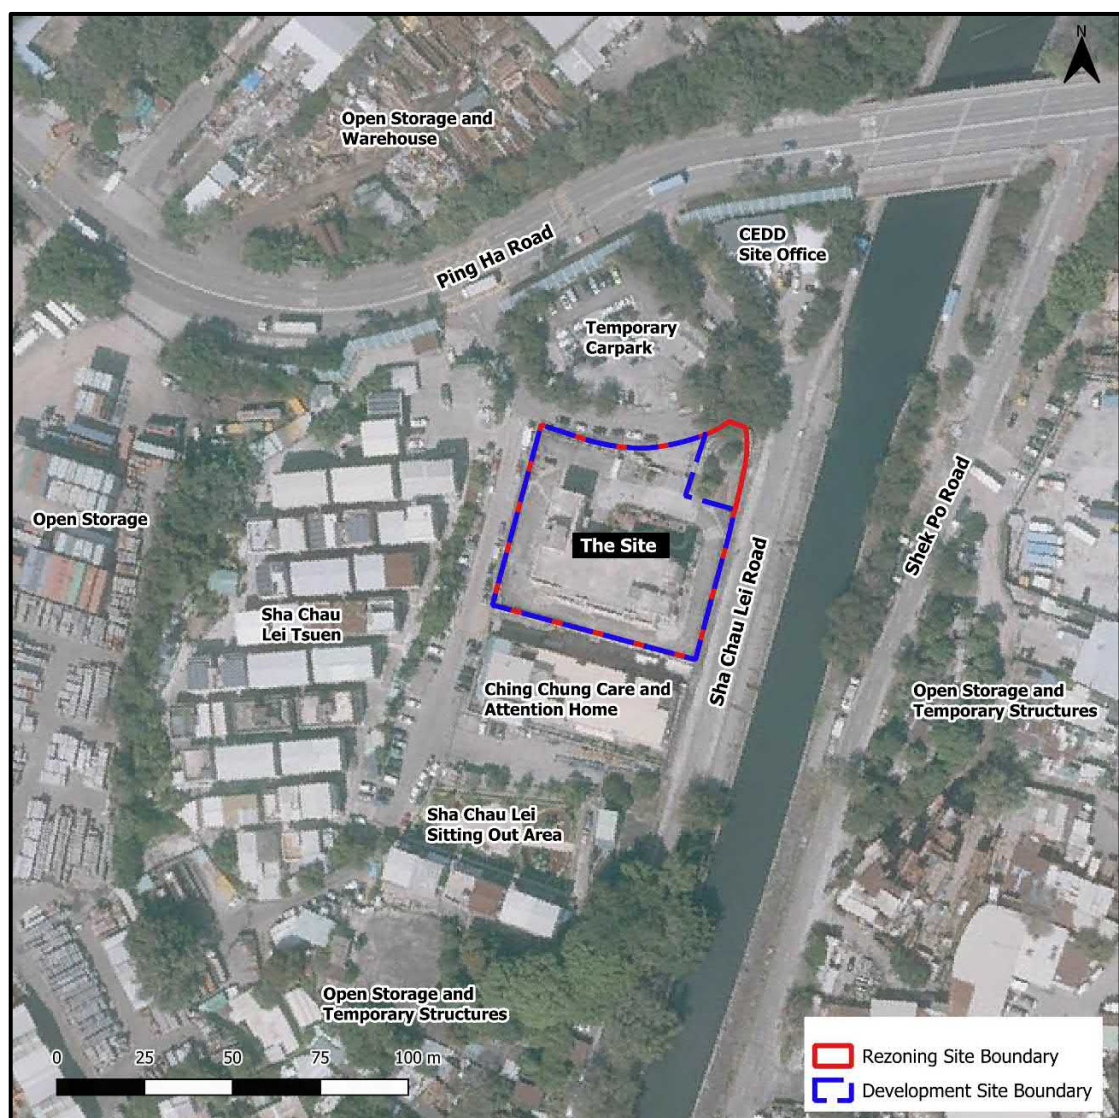 N
Open Storage and
Warehouse
CEDD
Site Office
Ping Ha Road
Temporary
Carpark
Open Storage
The Site
Shek Po Road
Sha Chau
Lei Tsuen
Sha Chau Lei Road
Ching Chung Care and
Attention Home
Open Storage and
Temporary Structures
Sha Chau Lei
Sitting Out Area
Open Storage and
Temporary Structures
0 25 50 75 100 m
Rezoning Site Boundary
Development Site Boundary